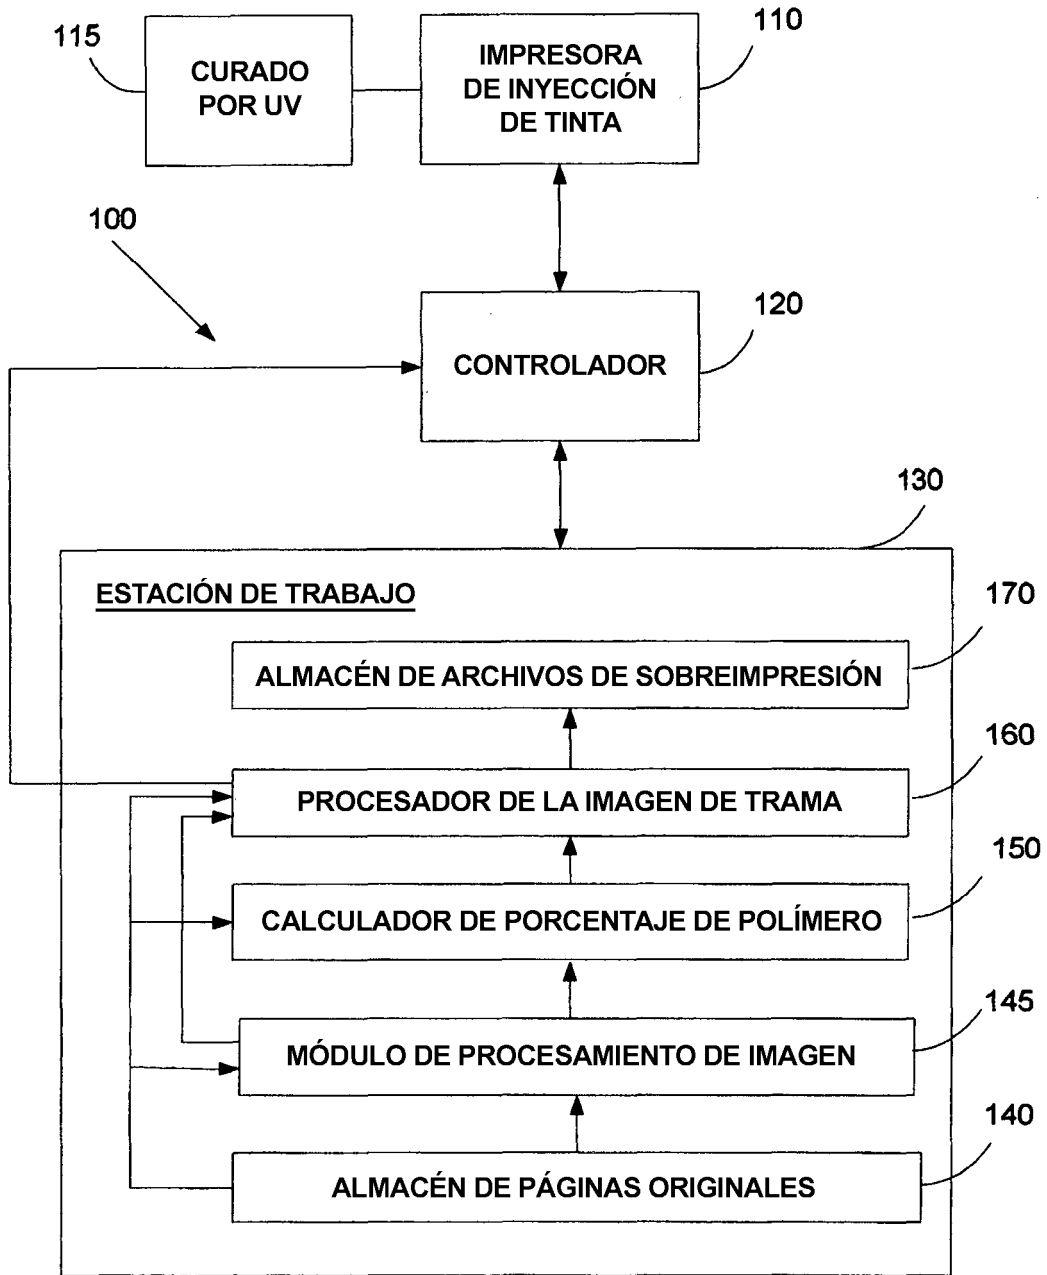 115
CURADO
POR UV
IMPRESORA
DE INYECCIÓN
DE TINTA
110
100
CONTROLADOR
120
130
ESTACIÓN DE TRABAJO
170
ALMACÉN DE ARCHIVOS DE SOBREIMPRESIÓN
160
PROCESADOR DE LA IMAGEN DE TRAMA
150
CALCULADOR DE PORCENTAJE DE POLÍMERO
145
MÓDULO DE PROCESAMIENTO DE IMAGEN
140
ALMACÉN DE PÁGINAS ORIGINALES